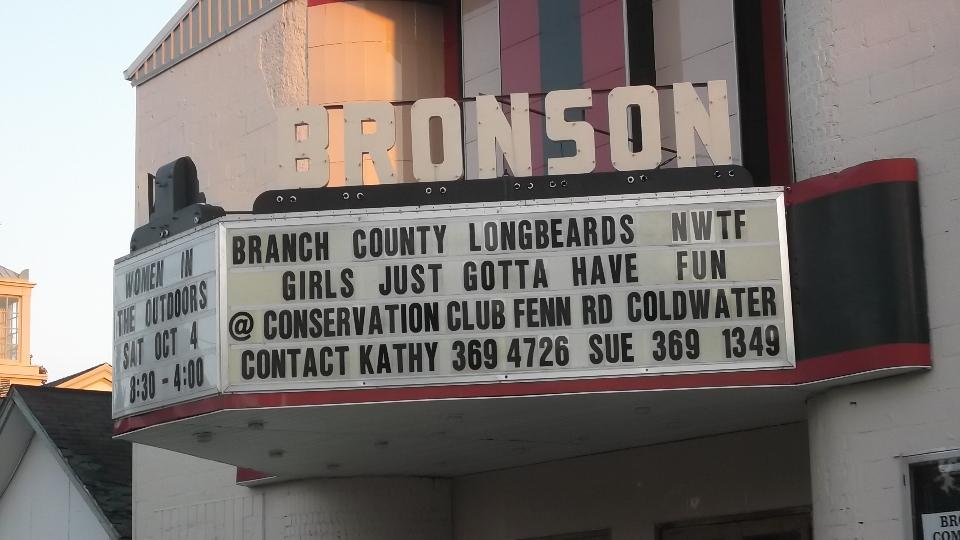 BRONSON
WOMEN IN
THE OUTDOORS
SAT OCT 4
8:30 - 4:00
BRANCH COUNTY LONGBEARDS NWTF
GIRLS JUST GOTTA HAVE FUN
@ CONSERVATION CLUB FENN RD COLDWATER
CONTACT KATHY 369 4726 SUE 369 1349